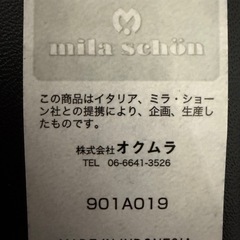 mila schön
この商品はイタリア、ミラ・ショー
ン社との提携により、企画、生産し
たものです。
株式会社オクムラ
TEL 06-6641-3526
901A019